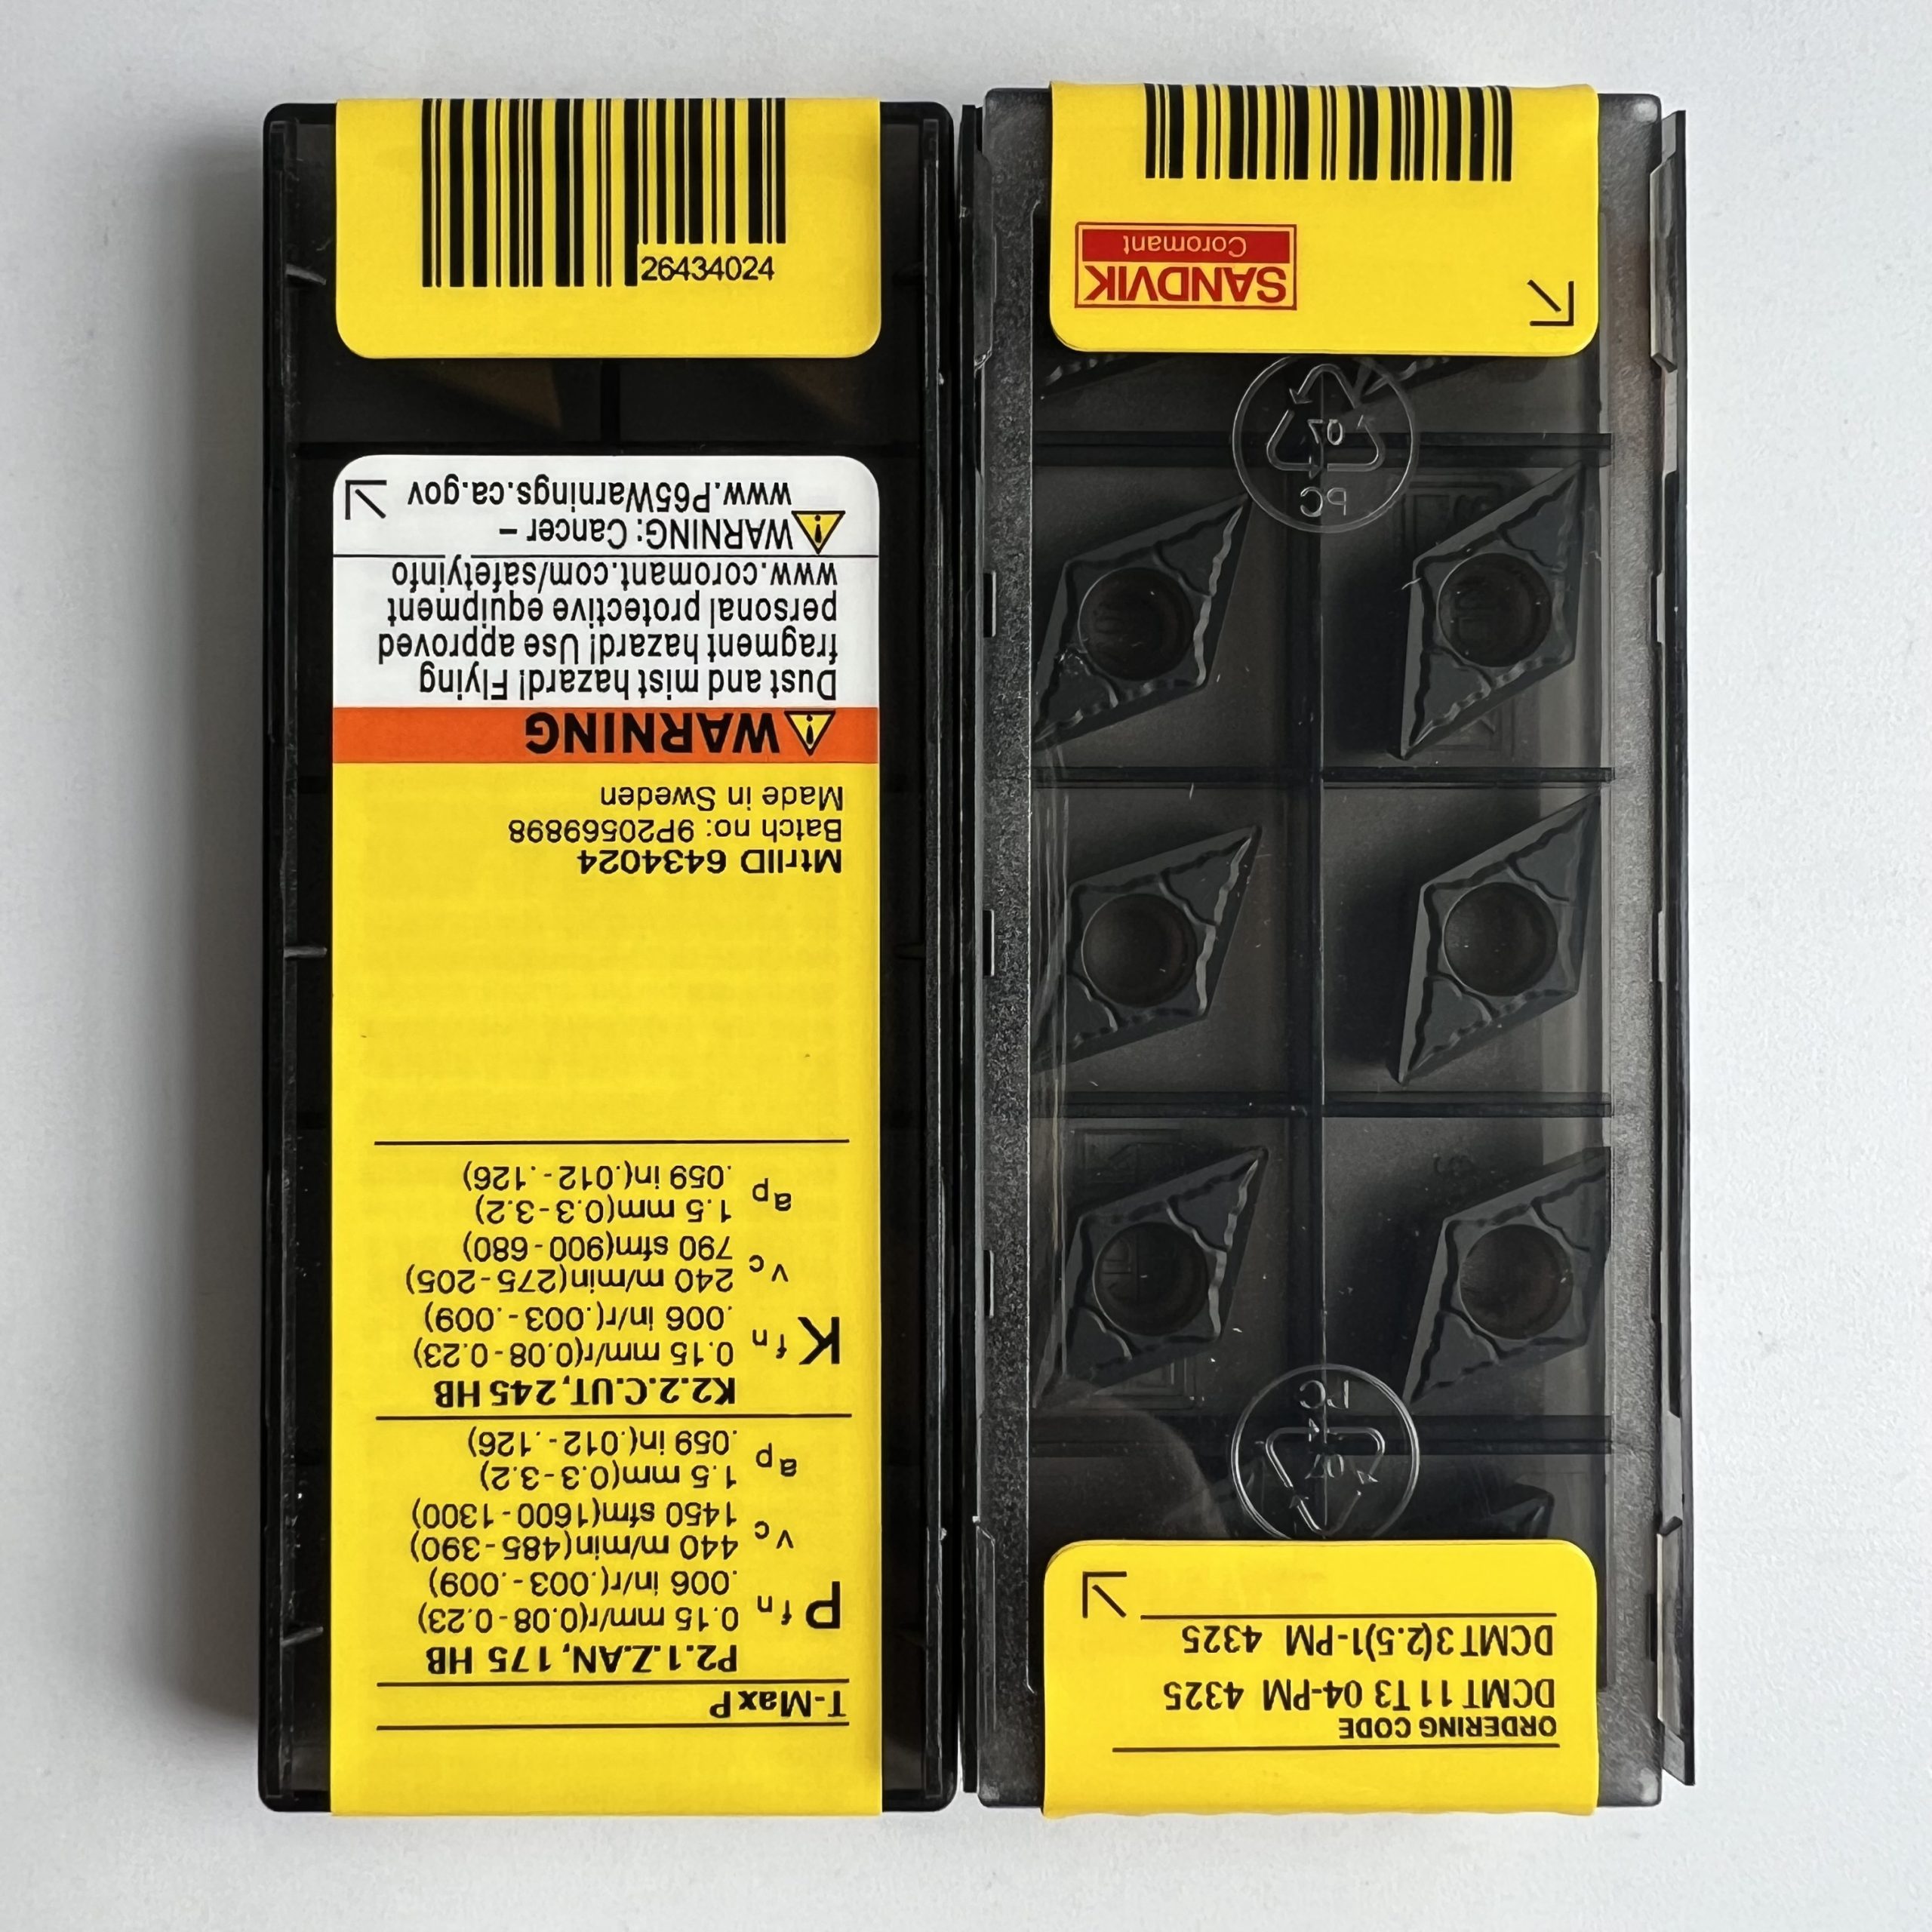 ORDERING CODE
DCMT 11 T3 04-PM 4325
DCMT 3(2.5)1-PM 4325
PC
07
07
PC
SANDVIK
Coromant
T-Max P
P2.1.Z.AN, 175 HB
P fn 0.15 mm/r(0.08-0.23)
.006 in/r(.003-.009)
vc 440 m/min(485-390)
1450 sfm(1600-1300)
ap 1.5 mm(0.3-3.2)
.059 in(.012-.126)
K2.2.C.UT, 245 HB
K fn 0.15 mm/r(0.08-0.23)
.006 in/r(.003-.009)
vc 240 m/min(275-205)
790 sfm(900-680)
ap 1.5 mm(0.3-3.2)
.059 in(.012-.126)
MtrlID 6434024
Batch no: 9P20569898
Made in Sweden
WARNING
Dust and mist hazard! Flying
fragment hazard! Use approved
personal protective equipment
www.coromant.com/safetyinfo
WARNING: Cancer –
www.P65Warnings.ca.gov
26434024